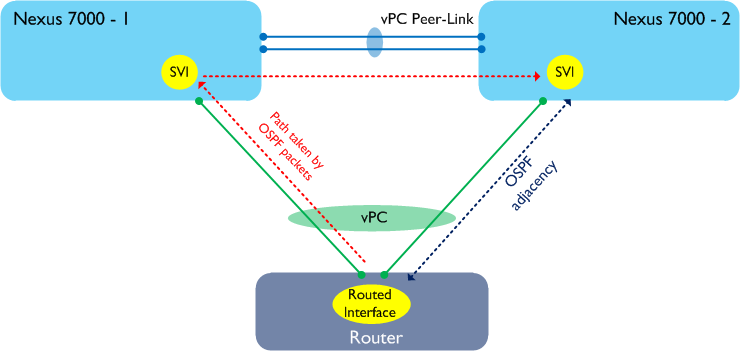 Nexus 7000 - 1
vPC Peer-Link
Nexus 7000 - 2
SVI
SVI
Path taken by
OSPF packets
OSPF
adjacency
vPC
Routed
Interface
Router